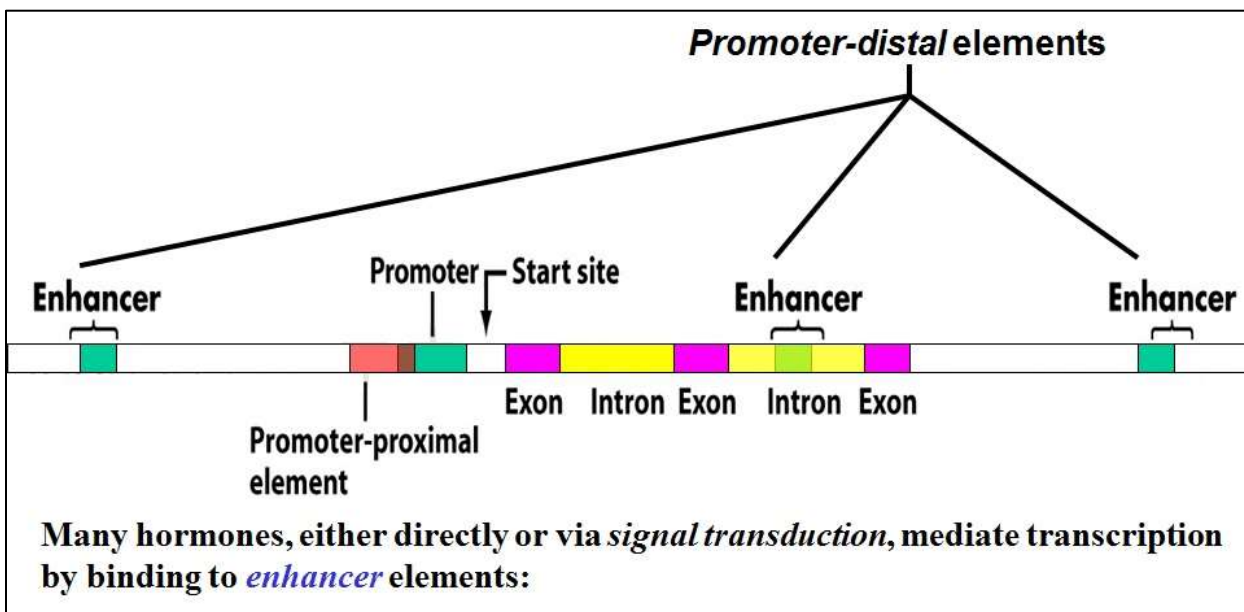 Promoter-distal elements
Enhancer
Promoter
Start site
Enhancer
Enhancer
Exon
Intron
Exon
Intron
Exon
Promoter-proximal
element
Many hormones, either directly or via signal transduction, mediate transcription
by binding to enhancer elements: